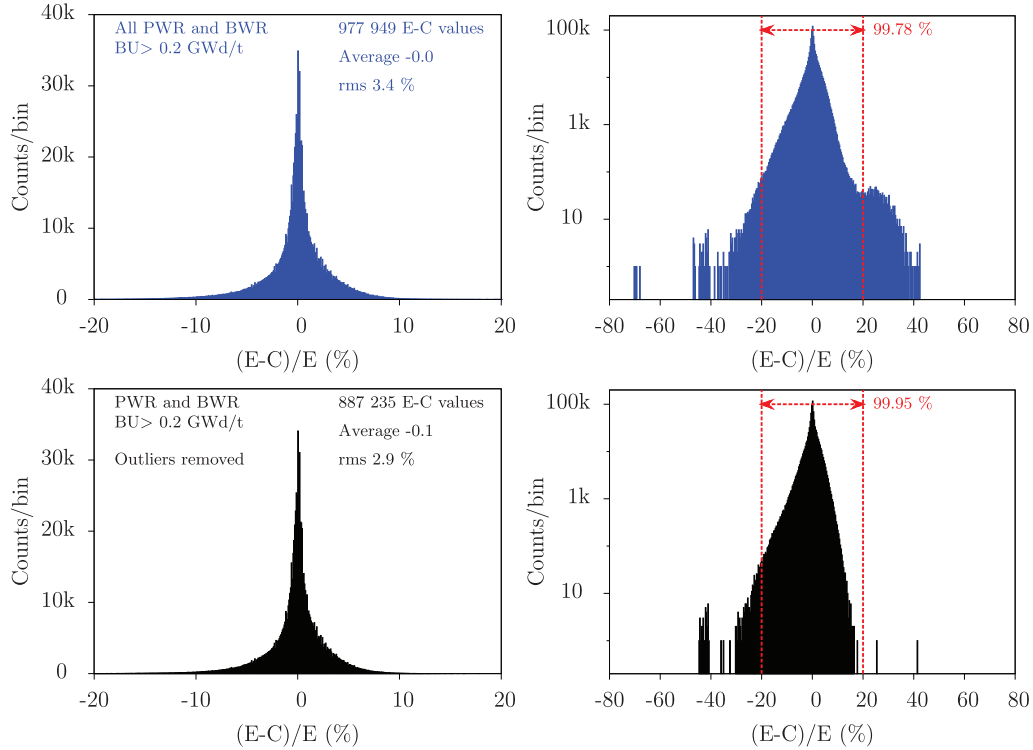 All PWR and BWR
BU> 0.2 GWd/t
977 949 E-C values
Average -0.0
rms 3.4 %
Counts/bin
40k
30k
20k
10k
0
-20
-10
0
10
20
(E-C)/E (%)
99.78 %
Counts/bin
100k
1k
10
-80
-60
-40
-20
0
20
40
60
80
(E-C)/E (%)
PWR and BWR
BU> 0.2 GWd/t
Outliers removed
887 235 E-C values
Average -0.1
rms 2.9 %
Counts/bin
40k
30k
20k
10k
0
-20
-10
0
10
20
(E-C)/E (%)
99.95 %
Counts/bin
100k
1k
10
-80
-60
-40
-20
0
20
40
60
80
(E-C)/E (%)